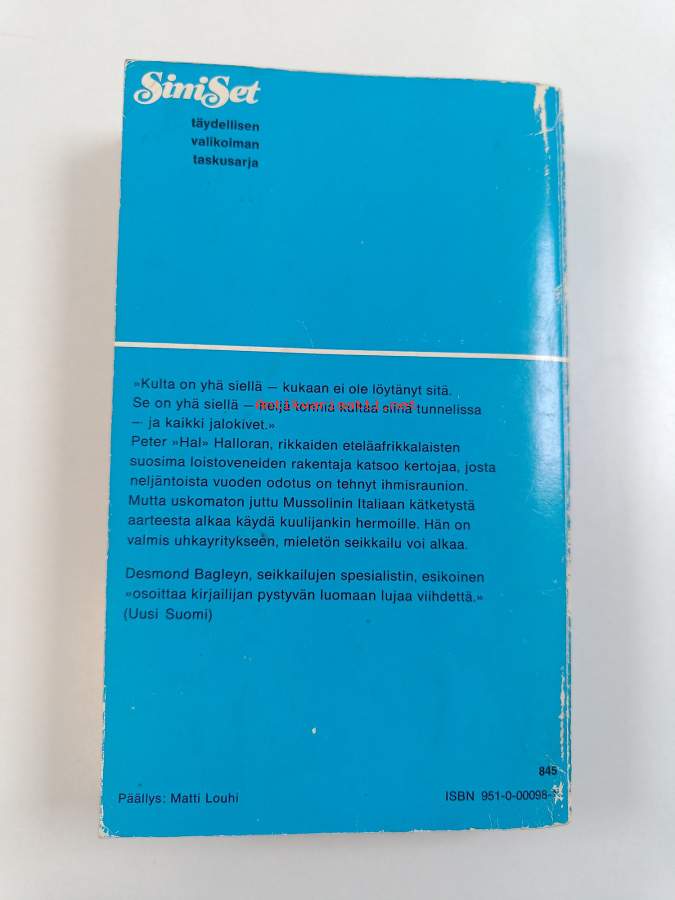 SiniSet
täydellisen
valikoiman
taskusarja
»Kulta on yhä siellä — kukaan ei ole löytänyt sitä.
Se on yhä siellä — neljä tonnia kultaa siinä tunnelissa
— ja kaikki jalokivet.»
Peter »Hal» Halloran, rikkaiden eteläafrikkalaisten
suosima loistoveneiden rakentaja katsoo kertojaa, josta
neljäntoista vuoden odotus on tehnyt ihmisraunion.
Mutta uskomaton juttu Mussolinin Italiaan kätketystä
aarteesta alkaa käydä kuulijankin hermoille. Hän on
valmis uhkayritykseen, mieletön seikkailu voi alkaa.
Desmond Bagleyn, seikkailujen spesialistin, esikoinen
»osoittaa kirjailijan pystyvän luomaan lujaa viihdettä.»
(Uusi Suomi)
845
Päällys: Matti Louhi
ISBN 951-0-00098-